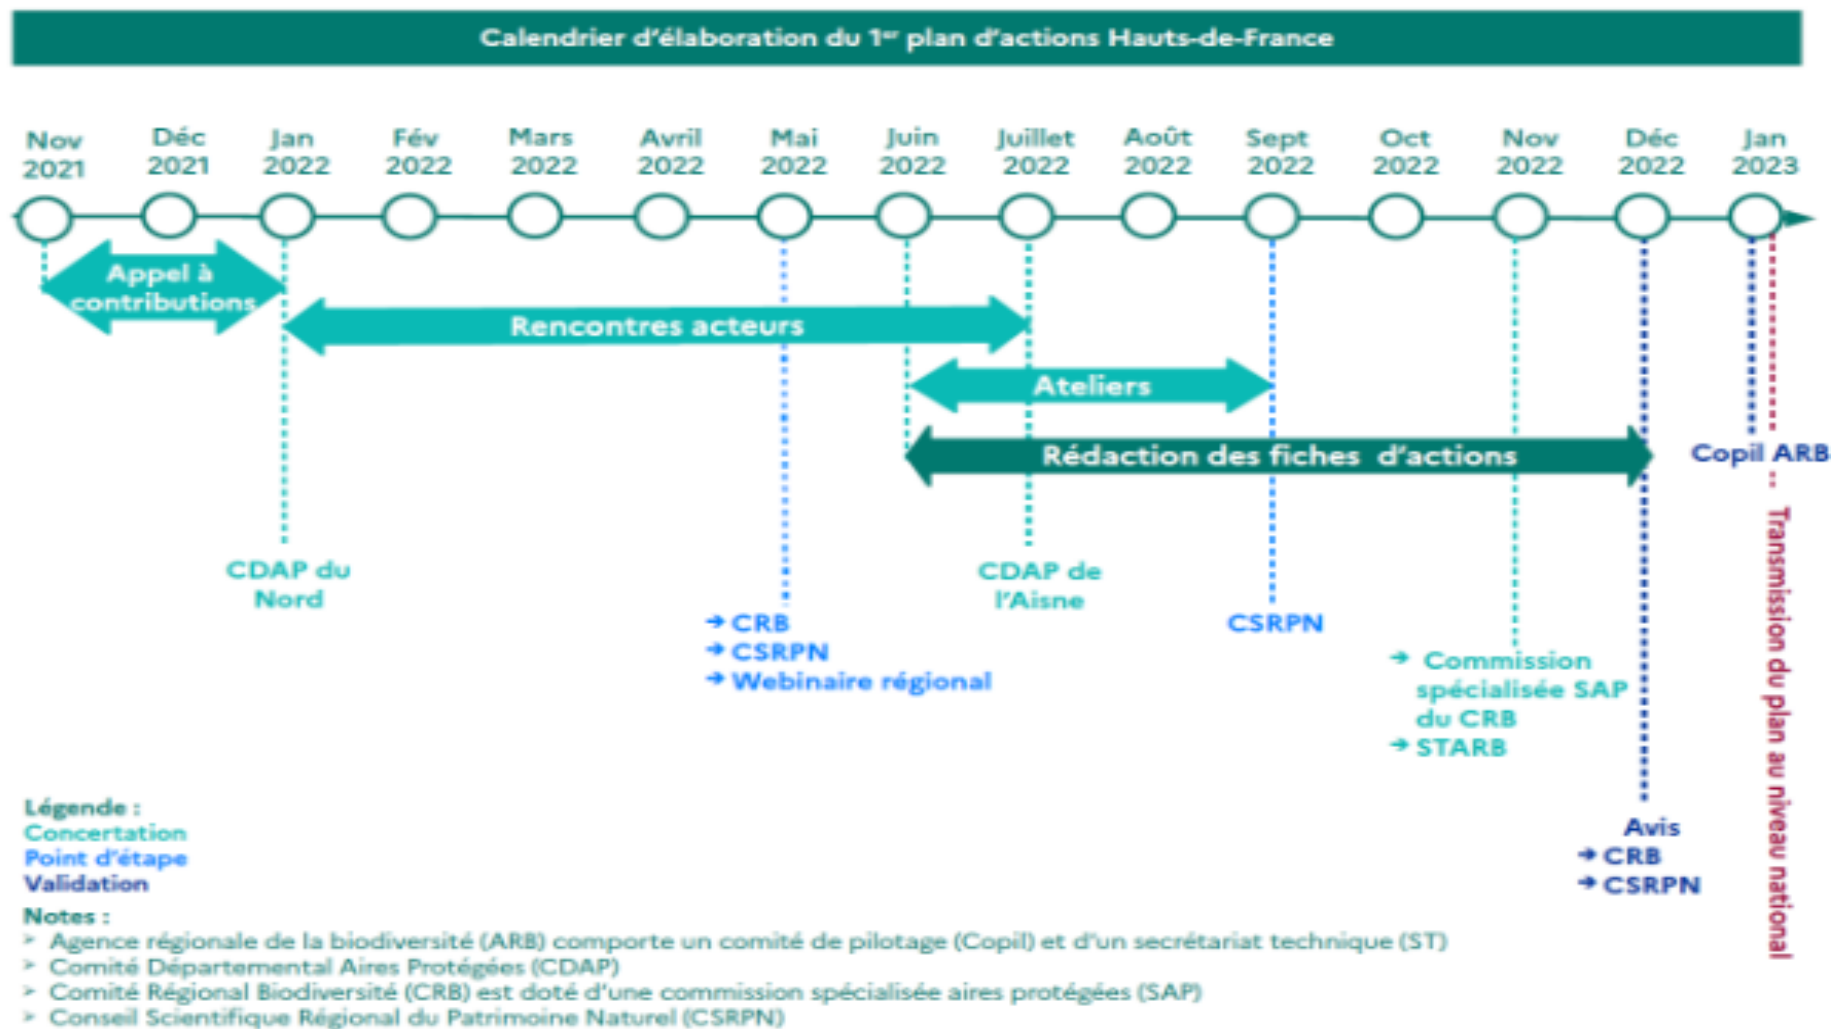 Calendrier d'élaboration du 1er plan d'actions Hauts-de-France
Nov 2021
Déc 2021
Jan 2022
Fév 2022
Mars 2022
Avril 2022
Mai 2022
Juin 2022
Juillet 2022
Août 2022
Sept 2022
Oct 2022
Nov 2022
Déc 2022
Jan 2023
Appel à
contributions
Rencontres acteurs
Ateliers
Rédaction des fiches d'actions
Copil ARB
Transmission du plan au niveau national
CDAP du
Nord
CDAP de
l'Aisne
→ CRB
→ CSRPN
→ Webinaire régional
CSRPN
→ Commission
spécialisée SAP
du CRB
→ STARB
Avis
→ CRB
→ CSRPN
Légende :
Concertation
Point d'étape
Validation
Notes :
➢ Agence régionale de la biodiversité (ARB) comporte un comité de pilotage (Copil) et d'un secrétariat technique (ST)
➢ Comité Départemental Aires Protégées (CDAP)
➢ Comité Régional Biodiversité (CRB) est doté d'une commission spécialisée aires protégées (SAP)
➢ Conseil Scientifique Régional du Patrimoine Naturel (CSRPN)